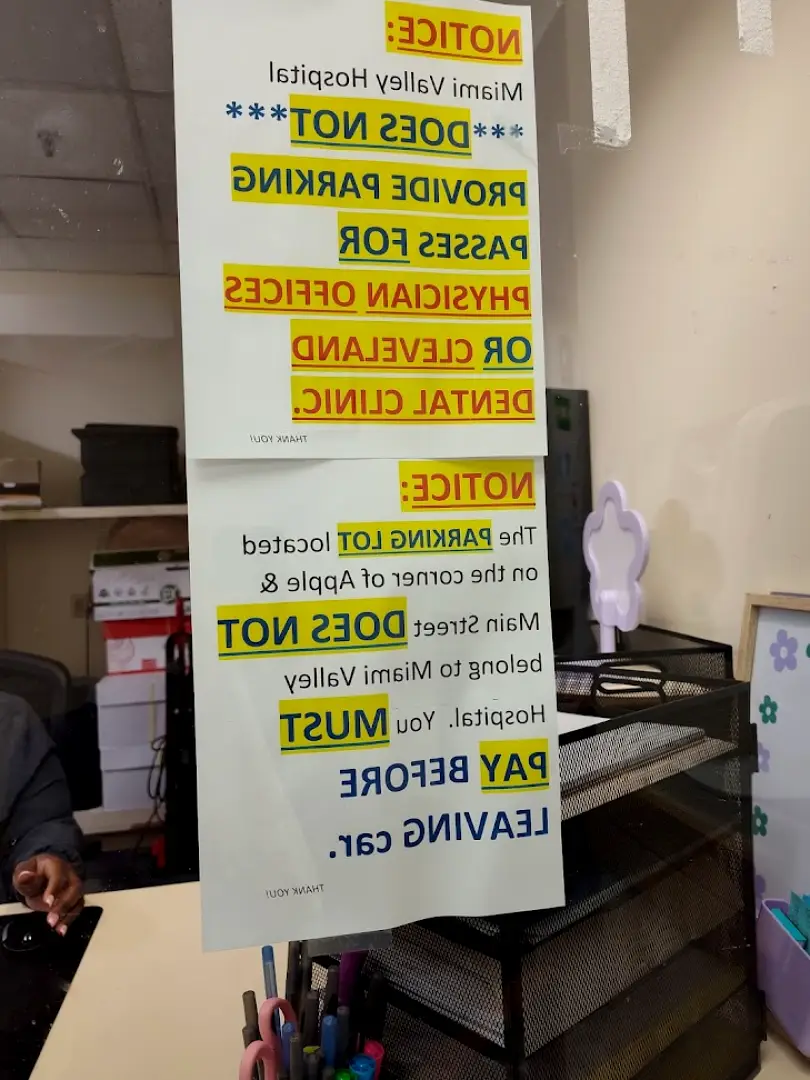 NOTICE:
Miami Valley Hospital
***DOES NOT****
PROVIDE PARKING
PASSES FOR
PHYSICIAN OFFICES
OR CLEVELAND
DENTAL CLINIC.
THANK YOU!
NOTICE:
The PARKING LOT located
on the corner of Apple &
Main Street DOES NOT
belong to Miami Valley
Hospital. You MUST
PAY BEFORE
LEAVING car.
THANK YOU!